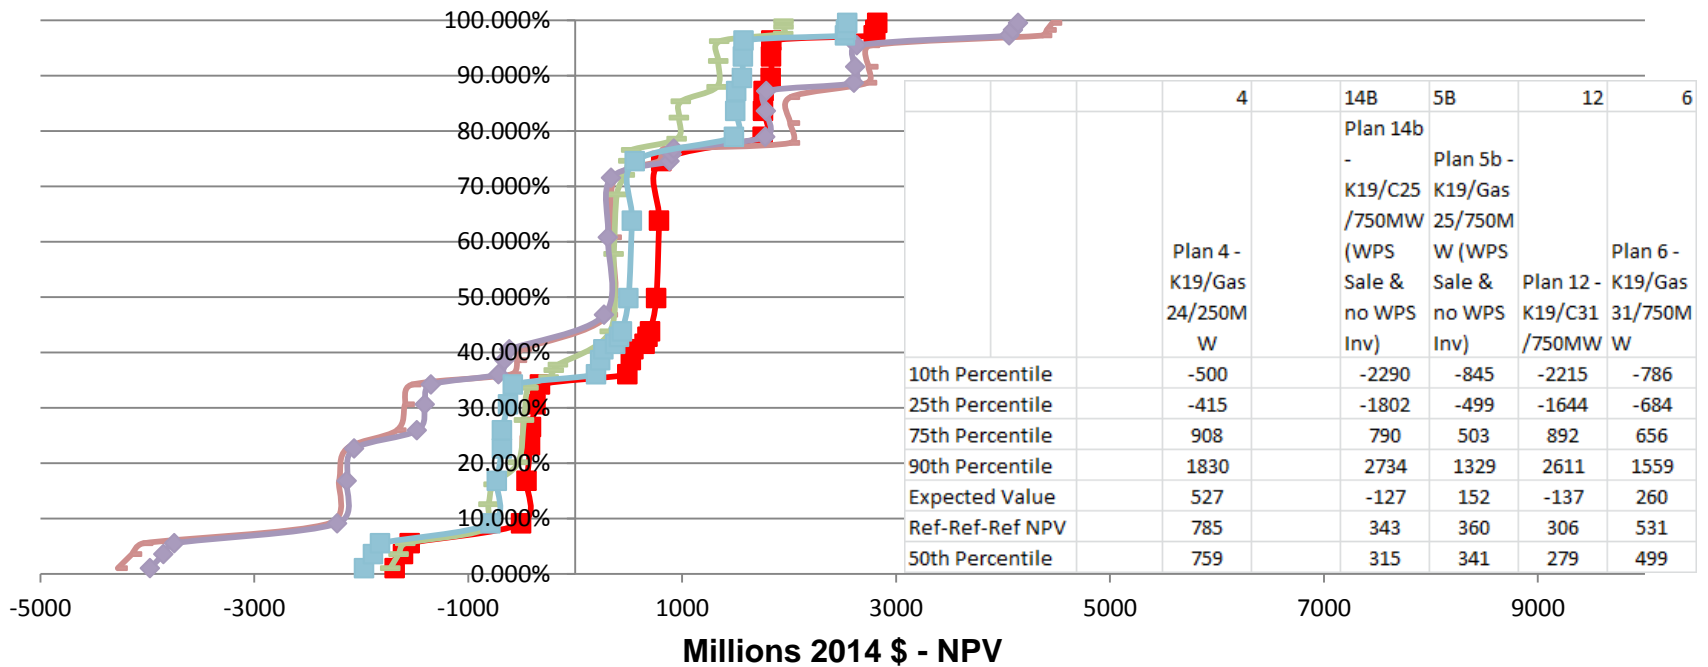 100.000%
90.000%
80.000%
70.000%
60.000%
50.000%
40.000%
30.000%
20.000%
10.000%
0.000%
-5000 -3000 -1000 1000 3000 5000 7000 9000
Millions 2014 $ - NPV
4 14B 5B 12 6
Plan 4 -
K19/Gas
24/250M
W
Plan 14b
-
K19/C25
/750MW
(WPS
Sale &
no WPS
Inv)
Plan 5b -
K19/Gas
25/750M
W (WPS
Sale &
no WPS
Inv)
Plan 12 -
K19/C31
/750MW
Plan 6 -
K19/Gas
31/750M
W
10th Percentile -500 -2290 -845 -2215 -786
25th Percentile -415 -1802 -499 -1644 -684
75th Percentile 908 790 503 892 656
90th Percentile 1830 2734 1329 2611 1559
Expected Value 527 -127 152 -137 260
Ref-Ref-Ref NPV 785 343 360 306 531
50th Percentile 759 315 341 279 499